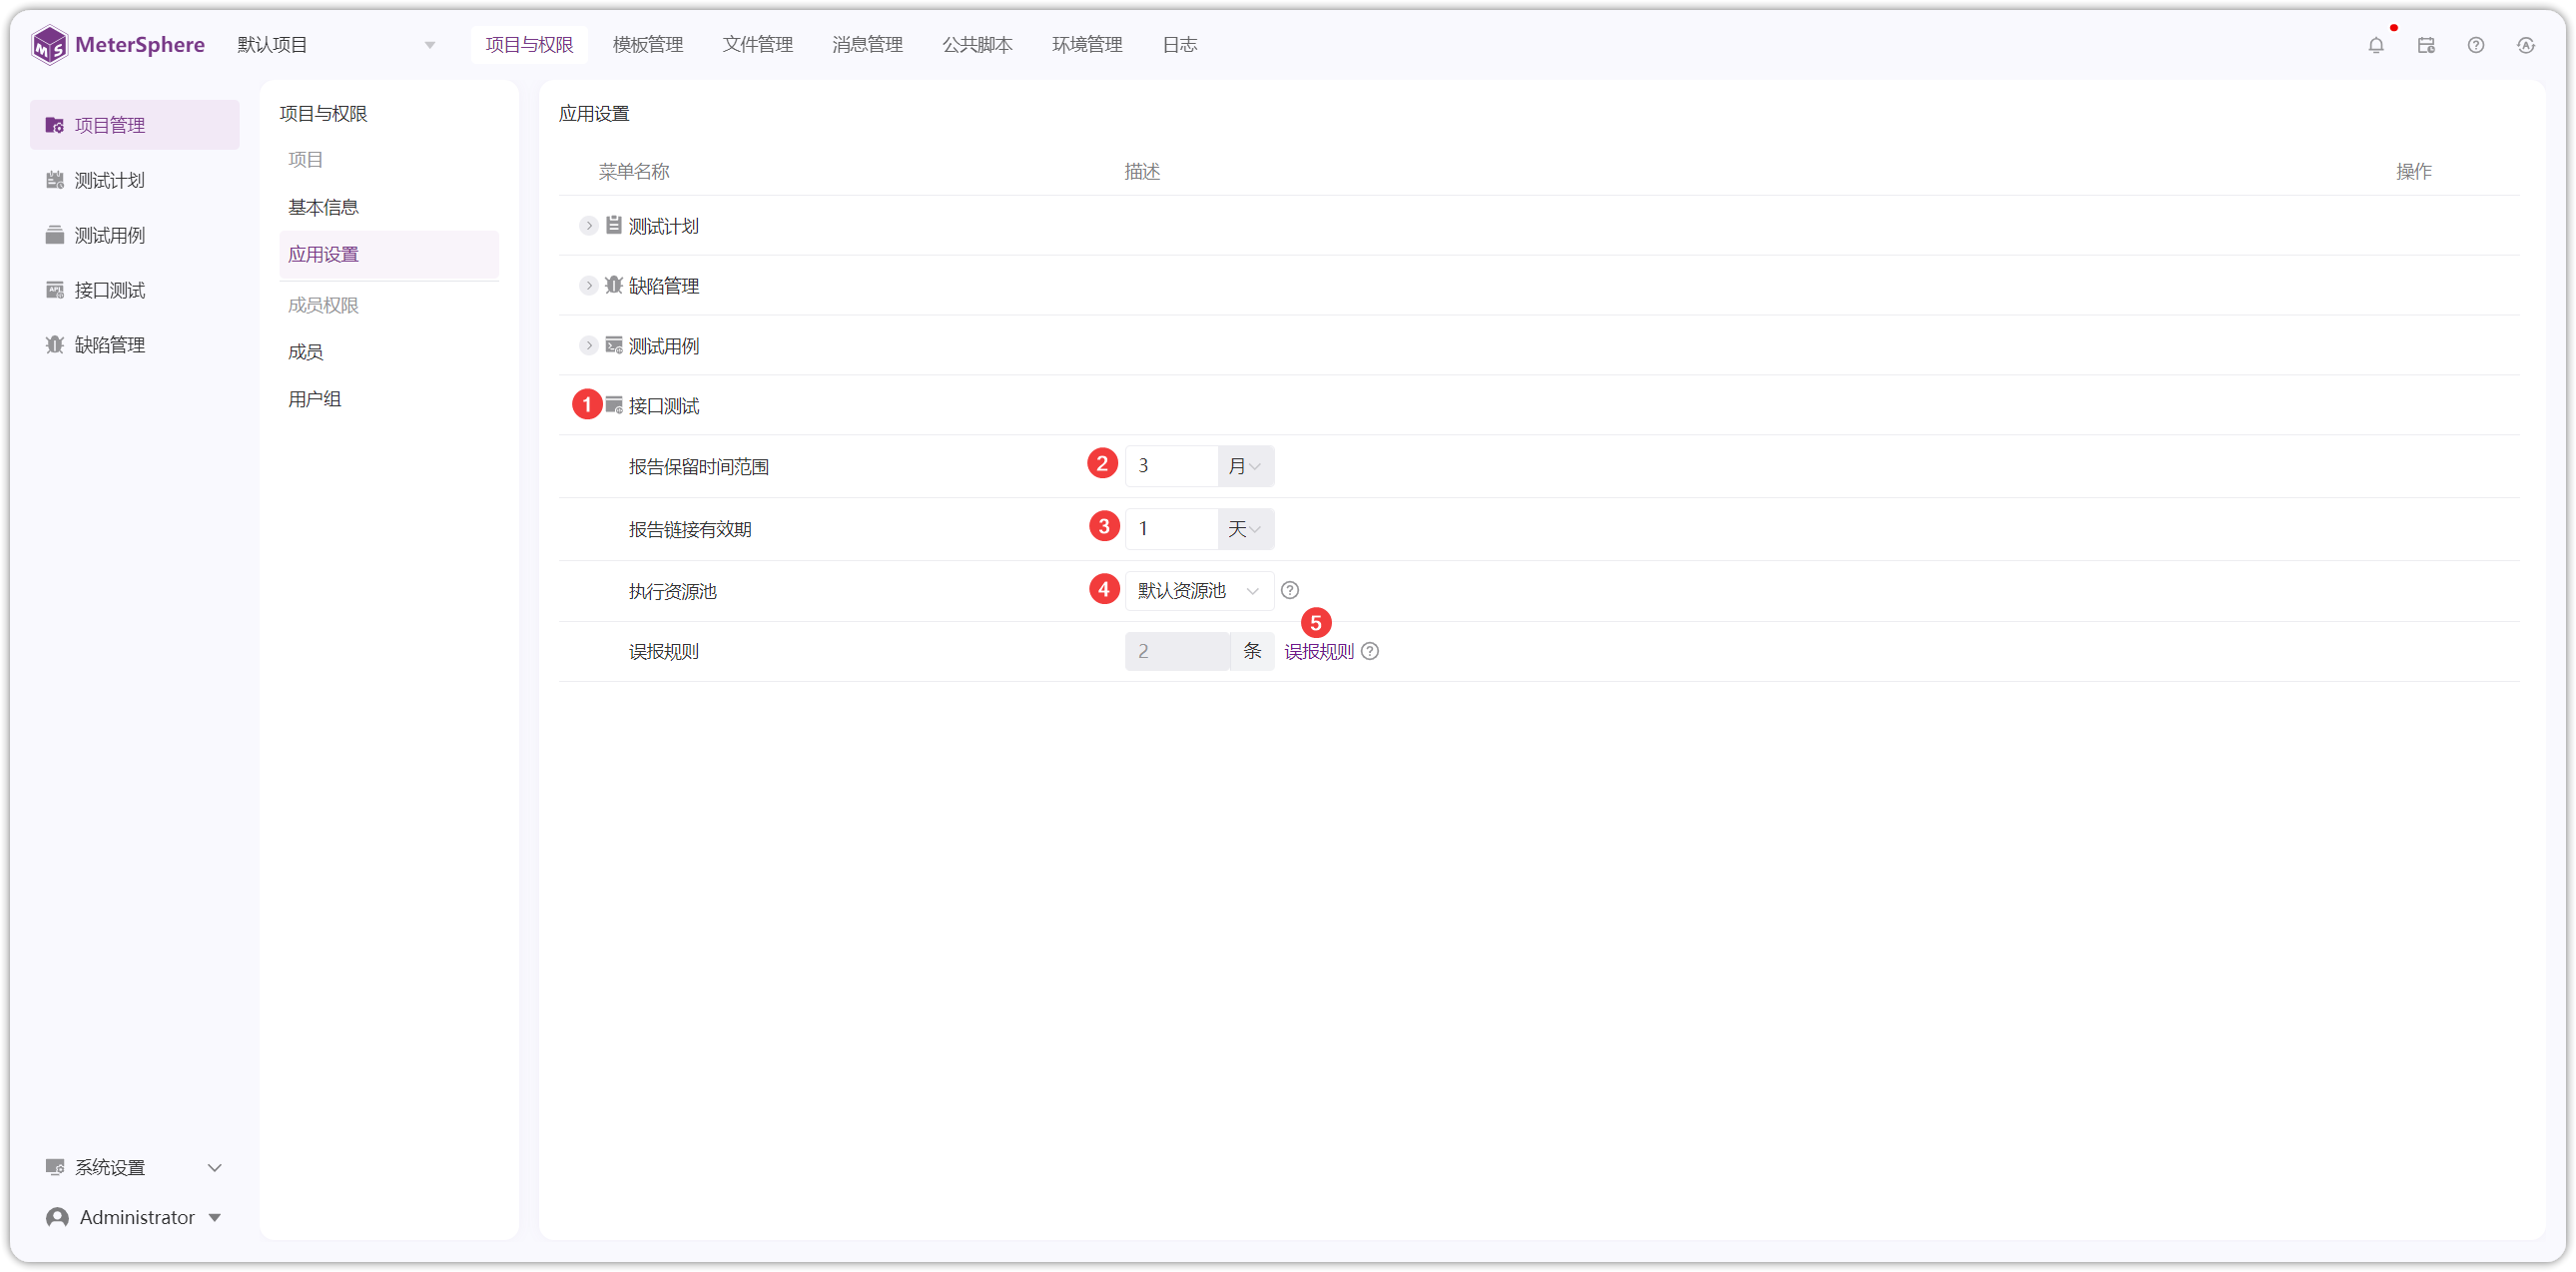 MeterSphere 默认项目 项目与权限 模板管理 文件管理 消息管理 公共脚本 环境管理 日志
项目管理
测试计划
测试用例
接口测试
缺陷管理
系统设置
Administrator
项目与权限
项目
基本信息
应用设置
成员权限
成员
用户组
应用设置
菜单名称 描述 操作
测试计划
缺陷管理
测试用例
1 接口测试
报告保留时间范围 2 3 月
报告链接有效期 3 1 天
执行资源池 4 默认资源池
5
误报规则 2 条 误报规则